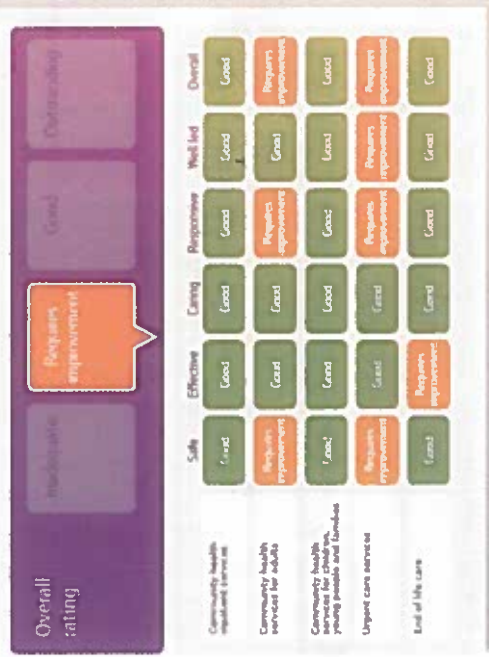 Overall
rating
Inadequate
Requires
improvement
Good
Outstanding
Safe
Effective
Caring
Responsive
Well led
Overall
Community health
inpatient services
Good
Good
Good
Good
Good
Good
Community health
services for adults
Requires
improvement
Good
Good
Requires
improvement
Good
Requires
improvement
Community health
services for children,
young people and families
Good
Good
Good
Good
Good
Good
Urgent care services
Requires
improvement
Good
Good
Requires
improvement
Requires
improvement
Requires
improvement
End of life care
Good
Requires
improvement
Good
Good
Good
Good